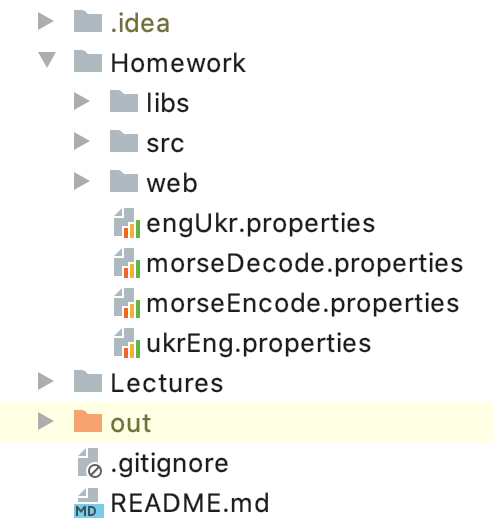 .idea
Homework
libs
src
web
engUkr.properties
morseDecode.properties
morseEncode.properties
ukrEng.properties
Lectures
out
.gitignore
MD README.md